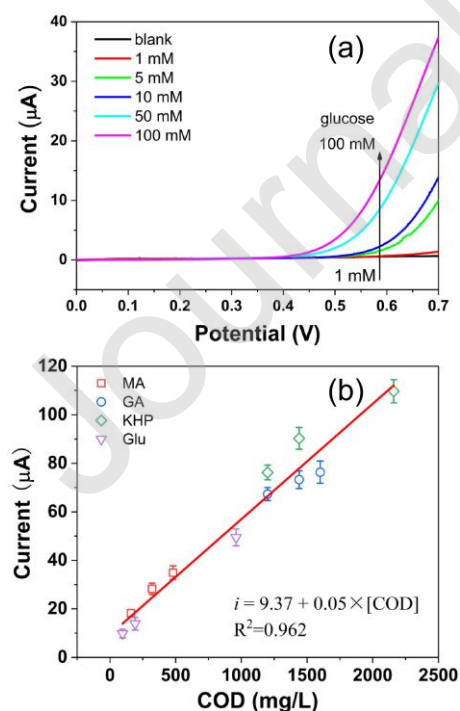 (a)
blank
1 mM
5 mM
10 mM
50 mM
100 mM
glucose
100 mM
1 mM
40
30
20
10
0
Current (μA)
0.0 0.1 0.2 0.3 0.4 0.5 0.6 0.7
Potential (V)
Journal
(b)
MA
GA
KHP
Glu
120
100
80
60
40
20
0
Current (μA)
i = 9.37 + 0.05×[COD]
R²=0.962
0 500 1000 1500 2000 2500
COD (mg/L)